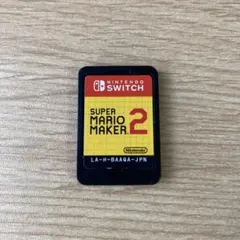 NINTENDO
SWITCH
SUPER
MARIO
MAKER 2
Nintendo
LA-H-BAAQA-JPN